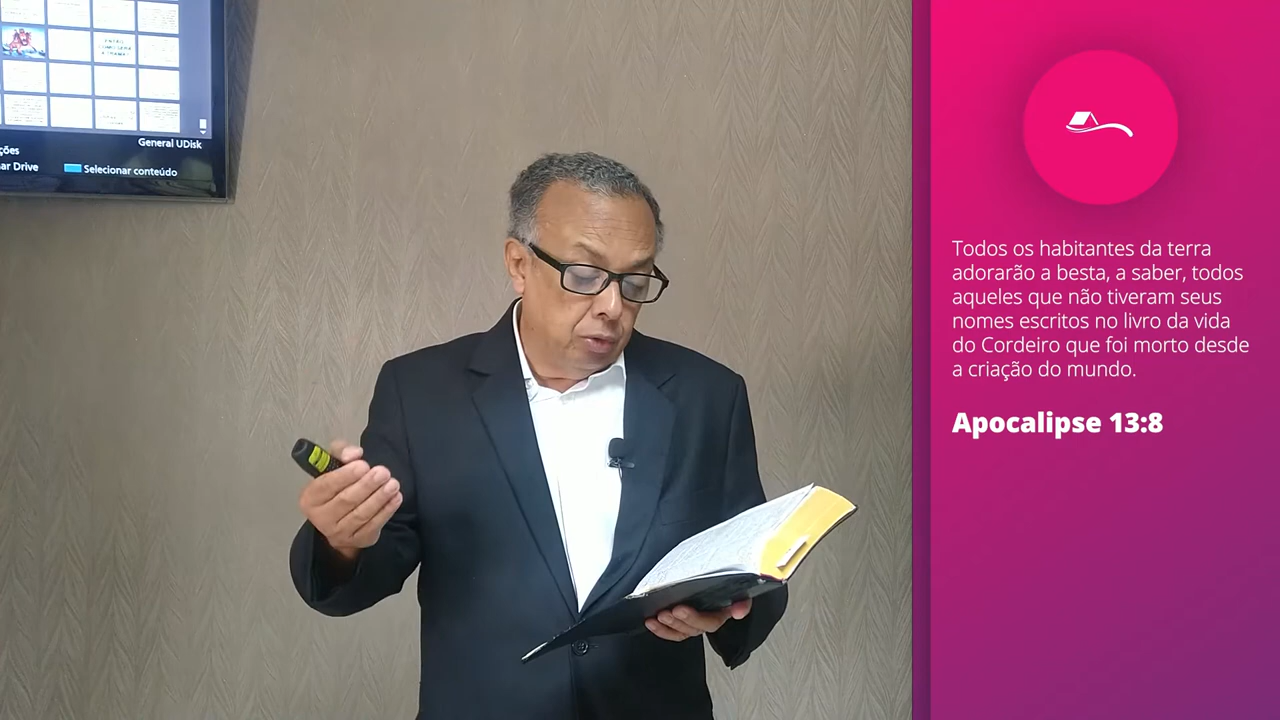 General UDisk
ções
ar Drive
Selecionar conteúdo
Todos os habitantes da terra
adorarão a besta, a saber, todos
aqueles que não tiveram seus
nomes escritos no livro da vida
do Cordeiro que foi morto desde
a criação do mundo.
Apocalipse 13:8